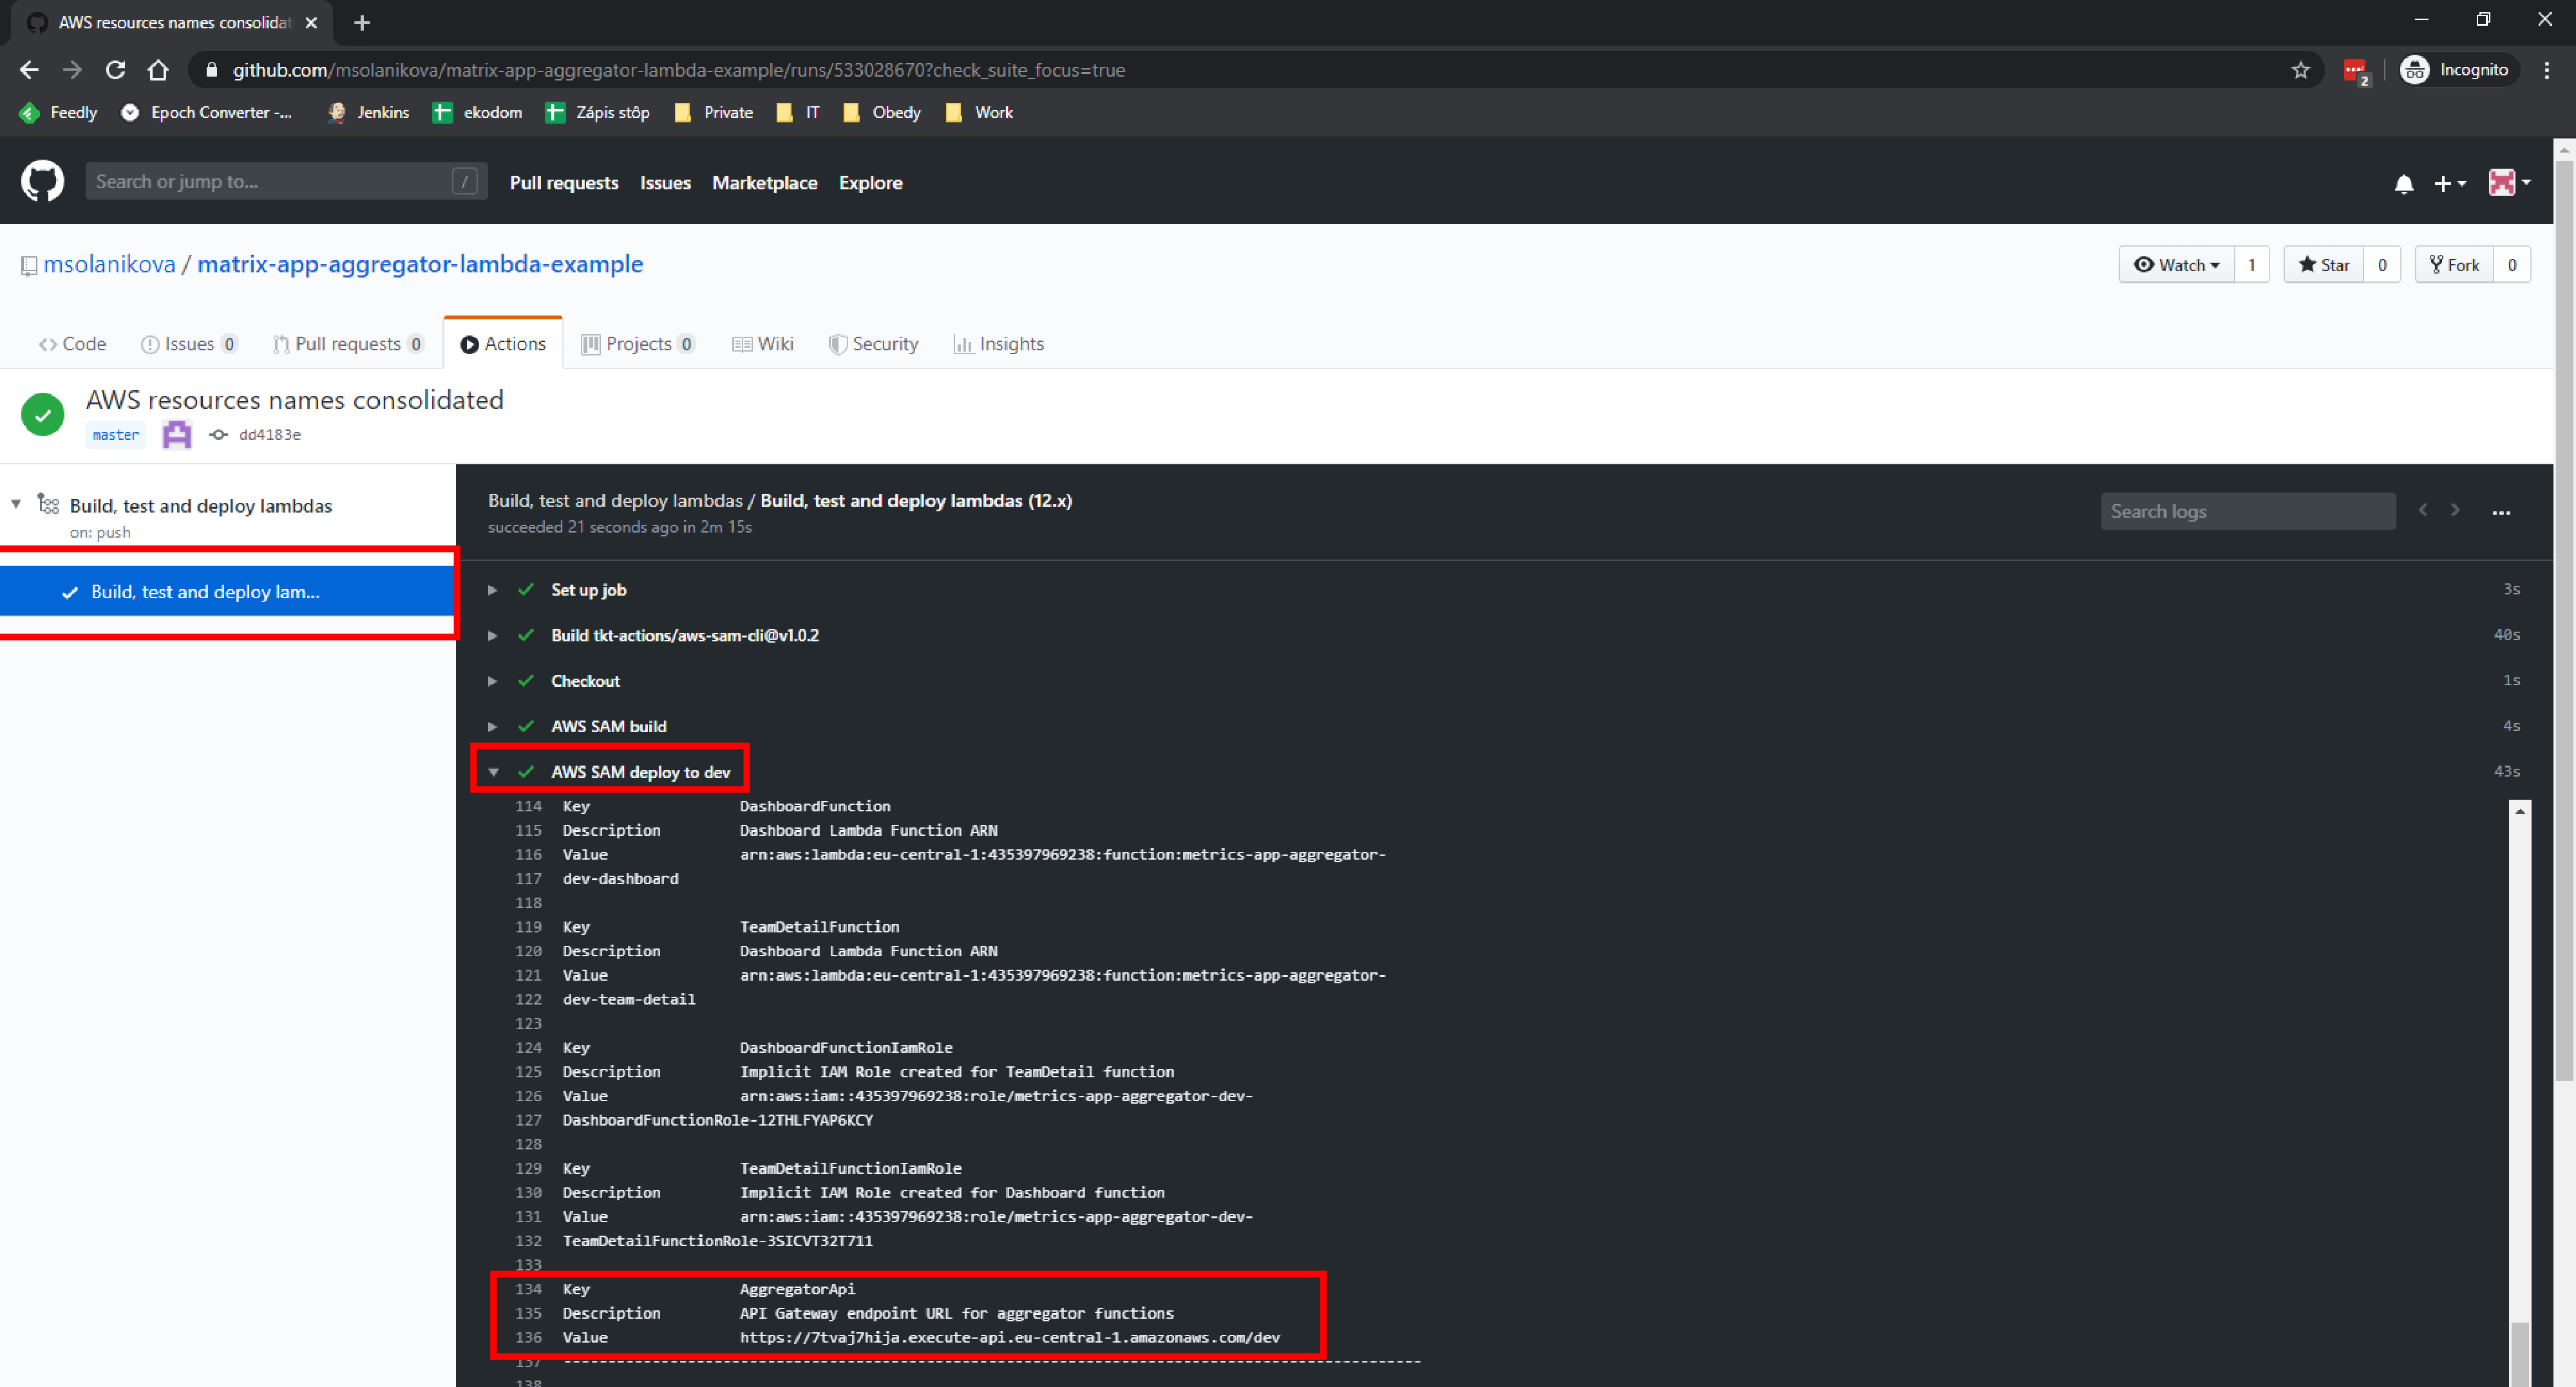 AWS resources names consolidat
github.com/msolanikova/matrix-app-aggregator-lambda-example/runs/533028670?check_suite_focus=true
2
Incognito
Feedly
Epoch Converter -...
Jenkins
ekodom
Zápis stôp
Private
IT
Obedy
Work
Search or jump to...
/
Pull requests
Issues
Marketplace
Explore
msolanikova / matrix-app-aggregator-lambda-example
Watch 1
Star 0
Fork 0
Code
Issues 0
Pull requests 0
Actions
Projects 0
Wiki
Security
Insights
AWS resources names consolidated
master dd4183e
Build, test and deploy lambdas
on: push
Build, test and deploy lam...
Build, test and deploy lambdas / Build, test and deploy lambdas (12.x)
succeeded 21 seconds ago in 2m 15s
Search logs
Set up job 3s
Build tkt-actions/aws-sam-cli@v1.0.2 40s
Checkout 1s
AWS SAM build 4s
AWS SAM deploy to dev 43s
114 Key DashboardFunction
115 Description Dashboard Lambda Function ARN
116 Value arn:aws:lambda:eu-central-1:435397969238:function:metrics-app-aggregator-
117 dev-dashboard
118
119 Key TeamDetailFunction
120 Description Dashboard Lambda Function ARN
121 Value arn:aws:lambda:eu-central-1:435397969238:function:metrics-app-aggregator-
122 dev-team-detail
123
124 Key DashboardFunctionIamRole
125 Description Implicit IAM Role created for TeamDetail function
126 Value arn:aws:iam::435397969238:role/metrics-app-aggregator-dev-
127 DashboardFunctionRole-12THLFYAP6KCY
128
129 Key TeamDetailFunctionIamRole
130 Description Implicit IAM Role created for Dashboard function
131 Value arn:aws:iam::435397969238:role/metrics-app-aggregator-dev-
132 TeamDetailFunctionRole-3SICVT32T711
133
134 Key AggregatorApi
135 Description API Gateway endpoint URL for aggregator functions
136 Value https://7tvaj7hija.execute-api.eu-central-1.amazonaws.com/dev
137 -------------------------------------------------------------------------------------------------
138